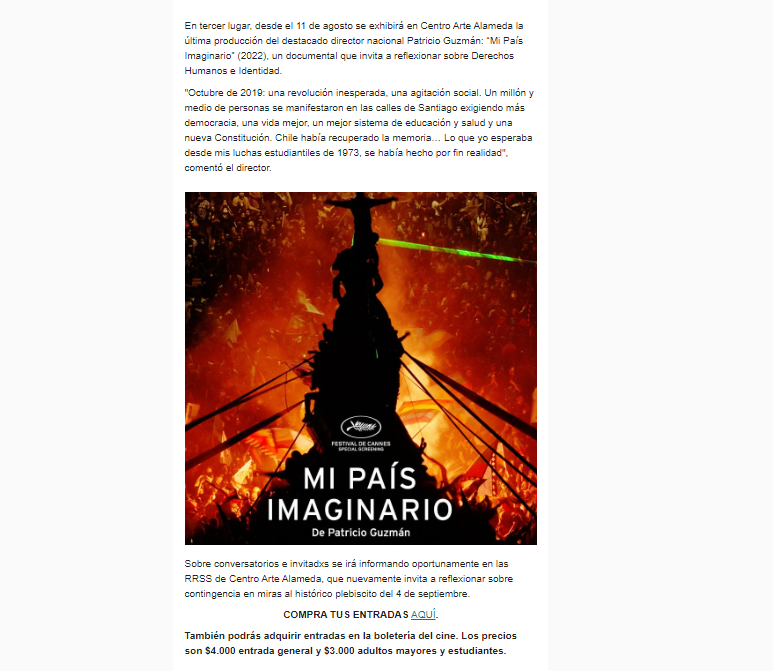 En tercer lugar, desde el 11 de agosto se exhibirá en Centro Arte Alameda la
última producción del destacado director nacional Patricio Guzmán: “Mi País
Imaginario” (2022), un documental que invita a reflexionar sobre Derechos
Humanos e Identidad.
"Octubre de 2019: una revolución inesperada, una agitación social. Un millón y
medio de personas se manifestaron en las calles de Santiago exigiendo más
democracia, una vida mejor, un mejor sistema de educación y salud y una
nueva Constitución. Chile había recuperado la memoria… Lo que yo esperaba
desde mis luchas estudiantiles de 1973, se había hecho por fin realidad",
comentó el director.
FESTIVAL DE CANNES
SPECIAL SCREENING
MI PAÍS
IMAGINARIO
De Patricio Guzmán
Sobre conversatorios e invitadxs se irá informando oportunamente en las
RRSS de Centro Arte Alameda, que nuevamente invita a reflexionar sobre
contingencia en miras al histórico plebiscito del 4 de septiembre.
COMPRA TUS ENTRADAS AQUÍ.
También podrás adquirir entradas en la boletería del cine. Los precios
son $4.000 entrada general y $3.000 adultos mayores y estudiantes.